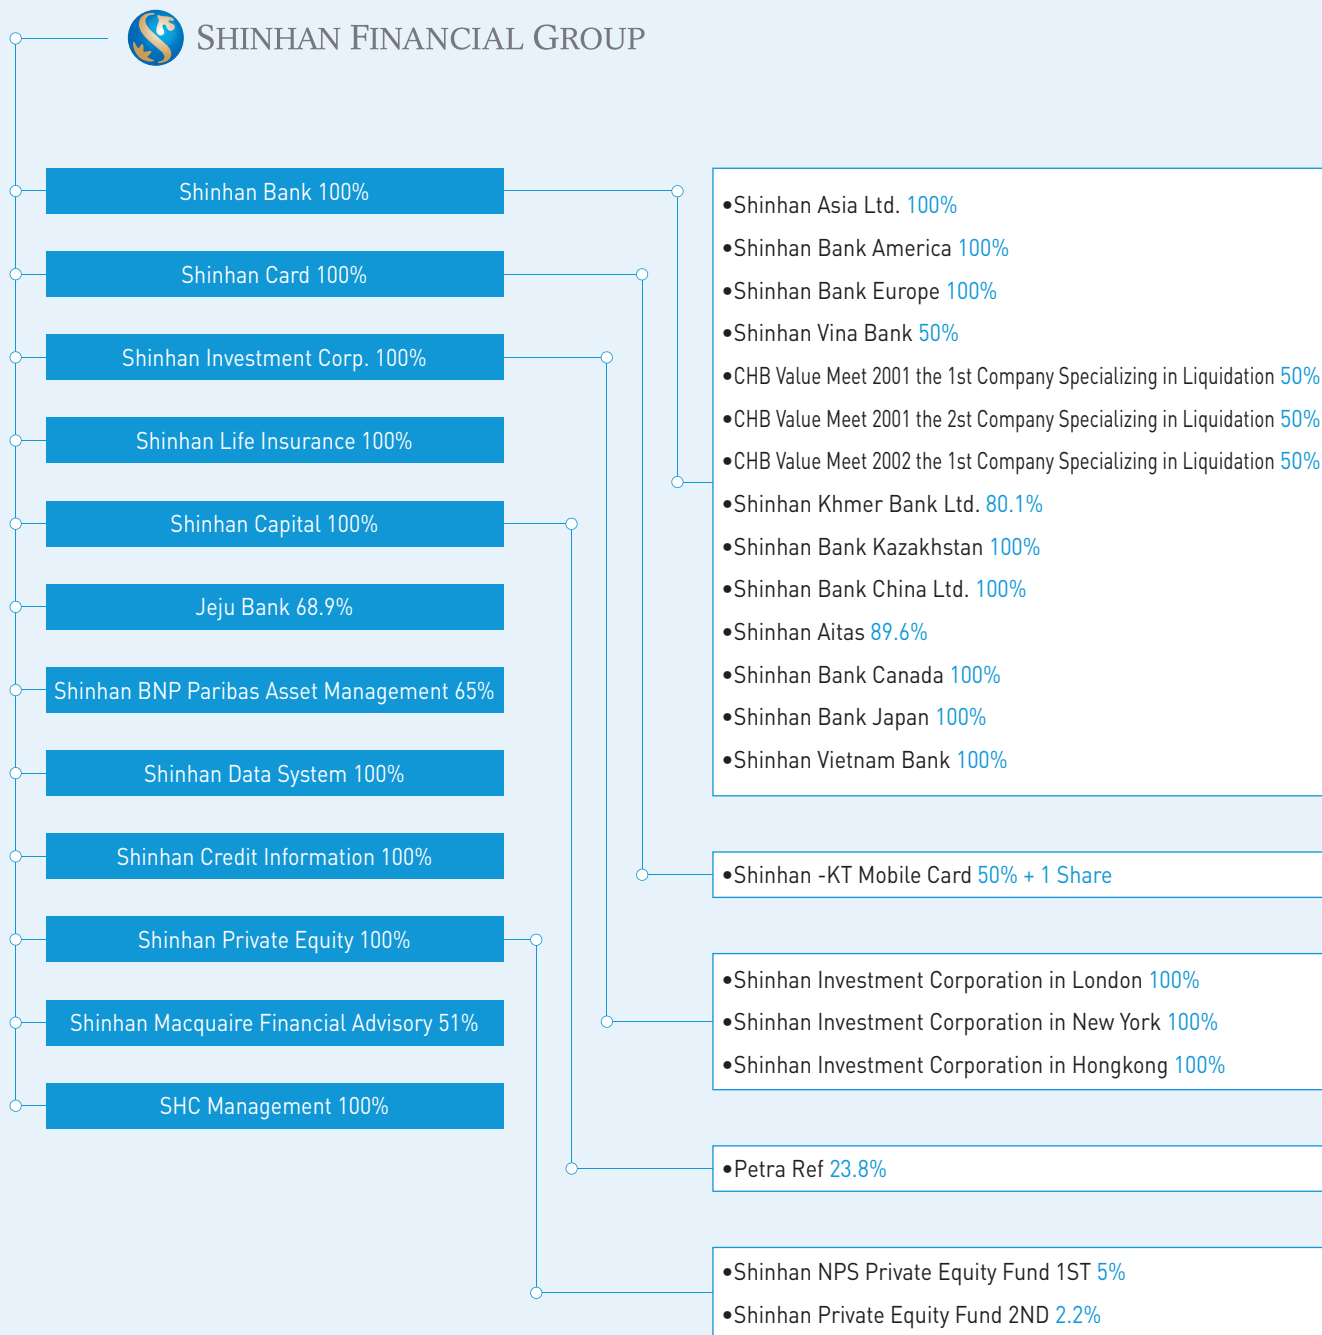 SHINHAN FINANCIAL GROUP
Shinhan Bank 100%
Shinhan Card 100%
Shinhan Investment Corp. 100%
Shinhan Life Insurance 100%
Shinhan Capital 100%
Jeju Bank 68.9%
Shinhan BNP Paribas Asset Management 65%
Shinhan Data System 100%
Shinhan Credit Information 100%
Shinhan Private Equity 100%
Shinhan Macquaire Financial Advisory 51%
SHC Management 100%
•Shinhan Asia Ltd. 100%
•Shinhan Bank America 100%
•Shinhan Bank Europe 100%
•Shinhan Vina Bank 50%
•CHB Value Meet 2001 the 1st Company Specializing in Liquidation 50%
•CHB Value Meet 2001 the 2st Company Specializing in Liquidation 50%
•CHB Value Meet 2002 the 1st Company Specializing in Liquidation 50%
•Shinhan Khmer Bank Ltd. 80.1%
•Shinhan Bank Kazakhstan 100%
•Shinhan Bank China Ltd. 100%
•Shinhan Aitas 89.6%
•Shinhan Bank Canada 100%
•Shinhan Bank Japan 100%
•Shinhan Vietnam Bank 100%
•Shinhan -KT Mobile Card 50% + 1 Share
•Shinhan Investment Corporation in London 100%
•Shinhan Investment Corporation in New York 100%
•Shinhan Investment Corporation in Hongkong 100%
•Petra Ref 23.8%
•Shinhan NPS Private Equity Fund 1ST 5%
•Shinhan Private Equity Fund 2ND 2.2%